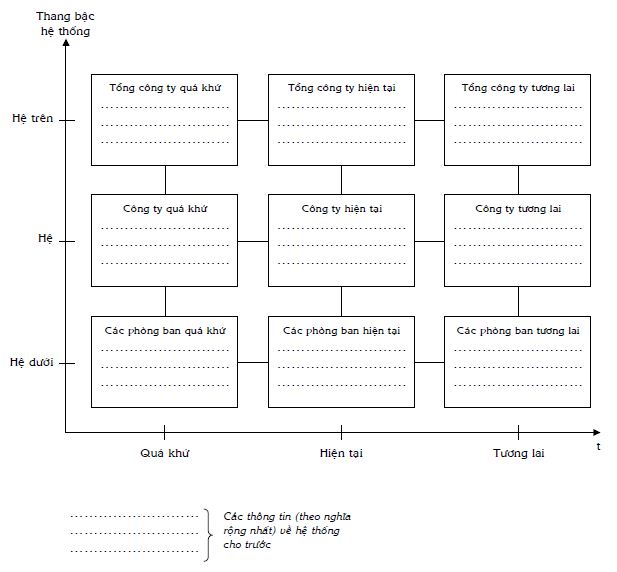 Thang bậc
hệ thống
Tổng công ty quá khứ
Tổng công ty hiện tại
Tổng công ty tương lai
Hệ trên
Công ty quá khứ
Công ty hiện tại
Công ty tương lai
Hệ
Các phòng ban quá khứ
Các phòng ban hiện tại
Các phòng ban tương lai
Hệ dưới
Quá khứ
Hiện tại
Tương lai
t
Các thông tin (theo nghĩa
rộng nhất) về hệ thống
cho trước